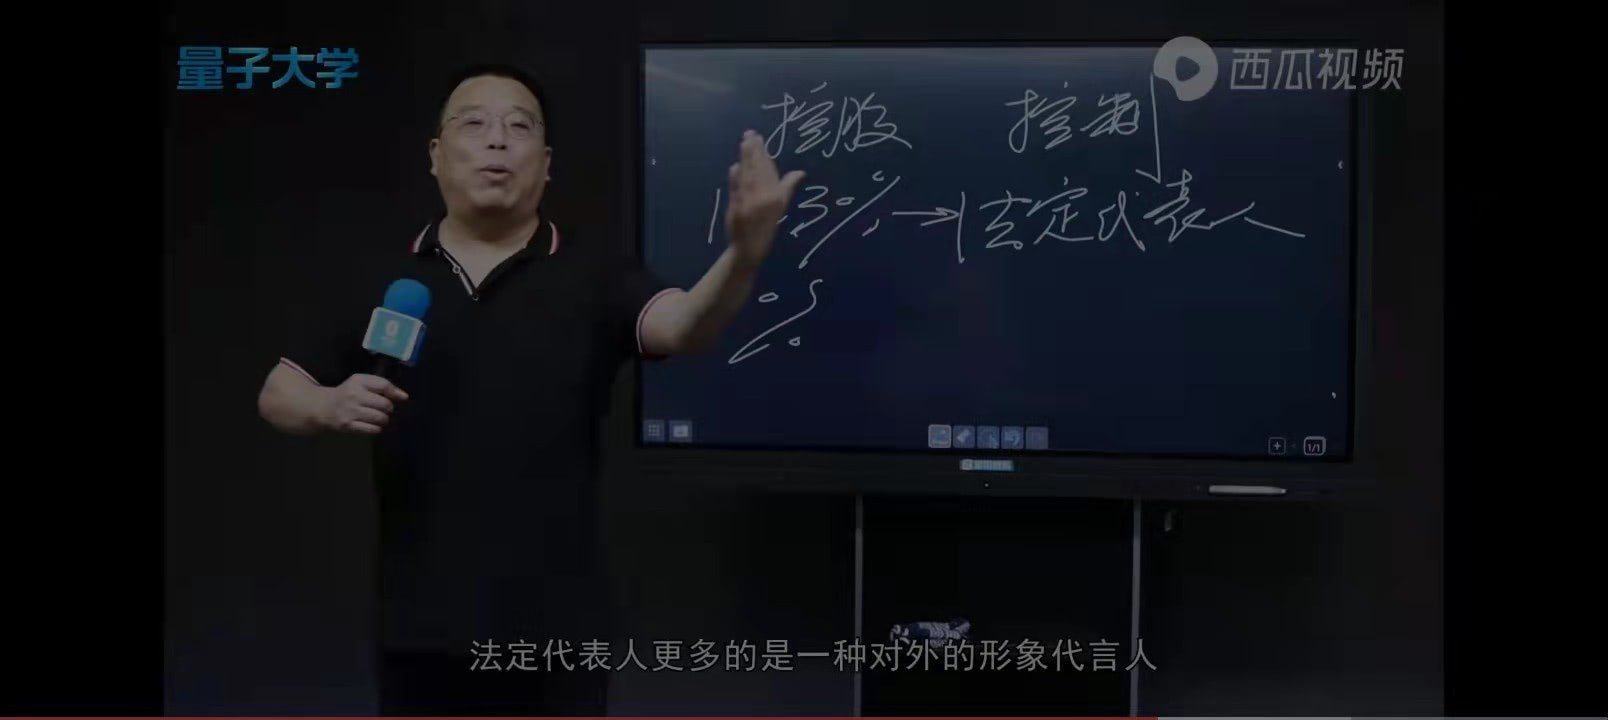 量子大学
西瓜视频
控股 控制
30% → 法定代表人
%
1/1
法定代表人更多的是一种对外的形象代言人